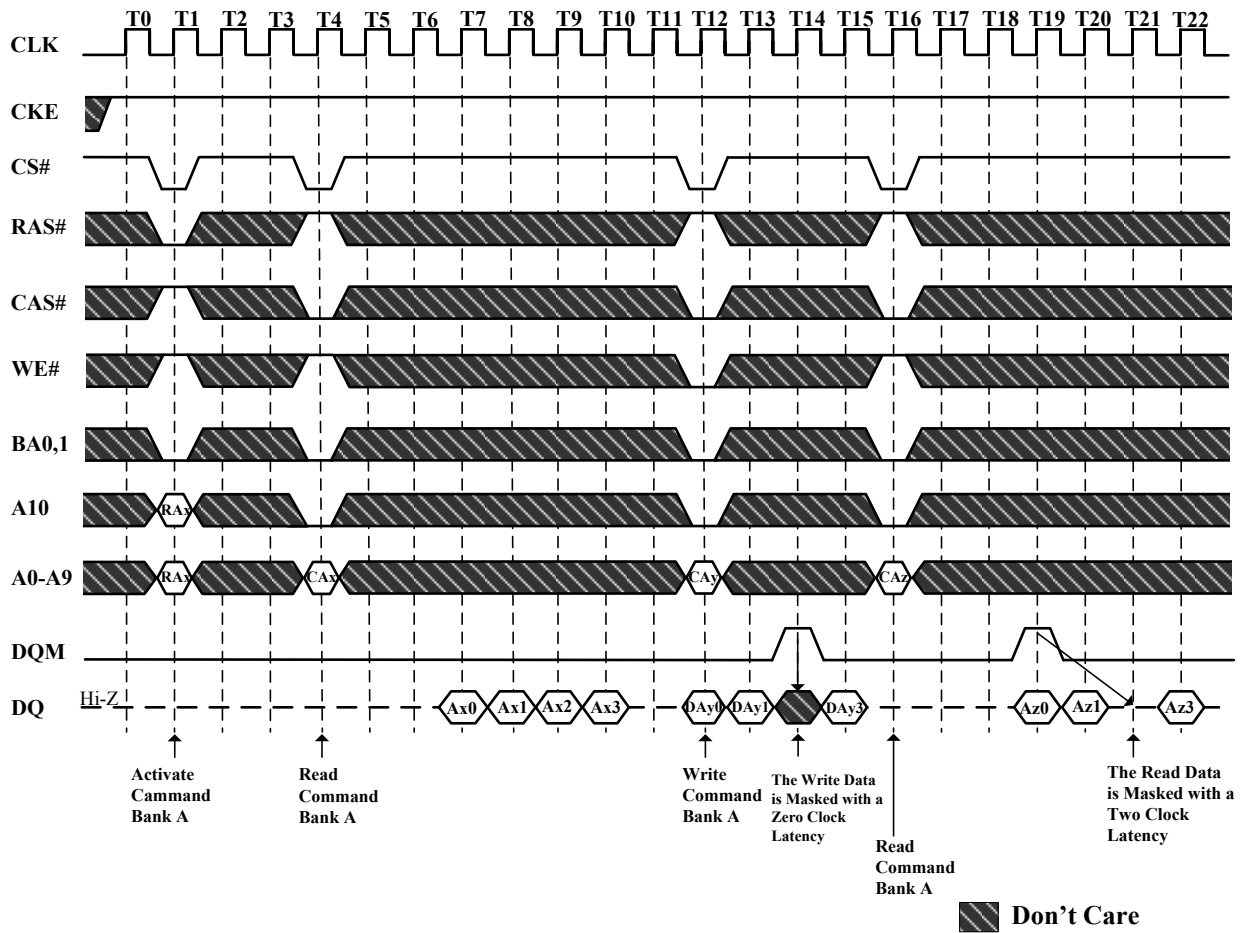 T0 T1 T2 T3 T4 T5 T6 T7 T8 T9 T10 T11 T12 T13 T14 T15 T16 T17 T18 T19 T20 T21 T22
CLK
CKE
CS#
RAS#
CAS#
WE#
BA0,1
A10 RAx
A0-A9 RAx CAx CAy CAz
DQM
DQ Hi-Z Ax0 Ax1 Ax2 Ax3 DAy0 DAy1 DAy3 Az0 Az1 Az3
Activate
Cammand
Bank A
Read
Command
Bank A
Write
Command
Bank A
The Write Data
is Masked with a
Zero Clock
Latency
Read
Command
Bank A
The Read Data
is Masked with a
Two Clock
Latency
Don't Care